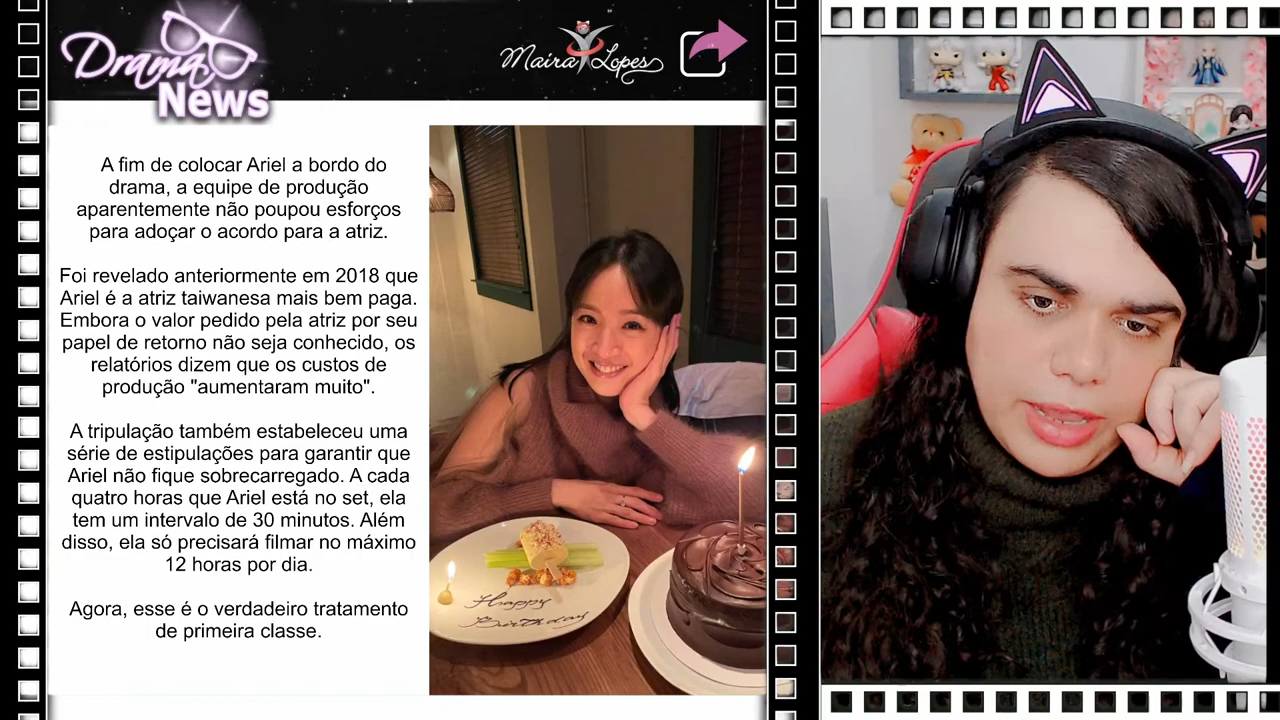 Drama
News
Maira Lopes
A fim de colocar Ariel a bordo do
drama, a equipe de produção
aparentemente não poupou esforços
para adoçar o acordo para a atriz.
Foi revelado anteriormente em 2018 que
Ariel é a atriz taiwanesa mais bem paga.
Embora o valor pedido pela atriz por seu
papel de retorno não seja conhecido, os
relatórios dizem que os custos de
produção "aumentaram muito".
A tripulação também estabeleceu uma
série de estipulações para garantir que
Ariel não fique sobrecarregado. A cada
quatro horas que Ariel está no set, ela
tem um intervalo de 30 minutos. Além
disso, ela só precisará filmar no máximo
12 horas por dia.
Agora, esse é o verdadeiro tratamento
de primeira classe.
Happy
Birthday